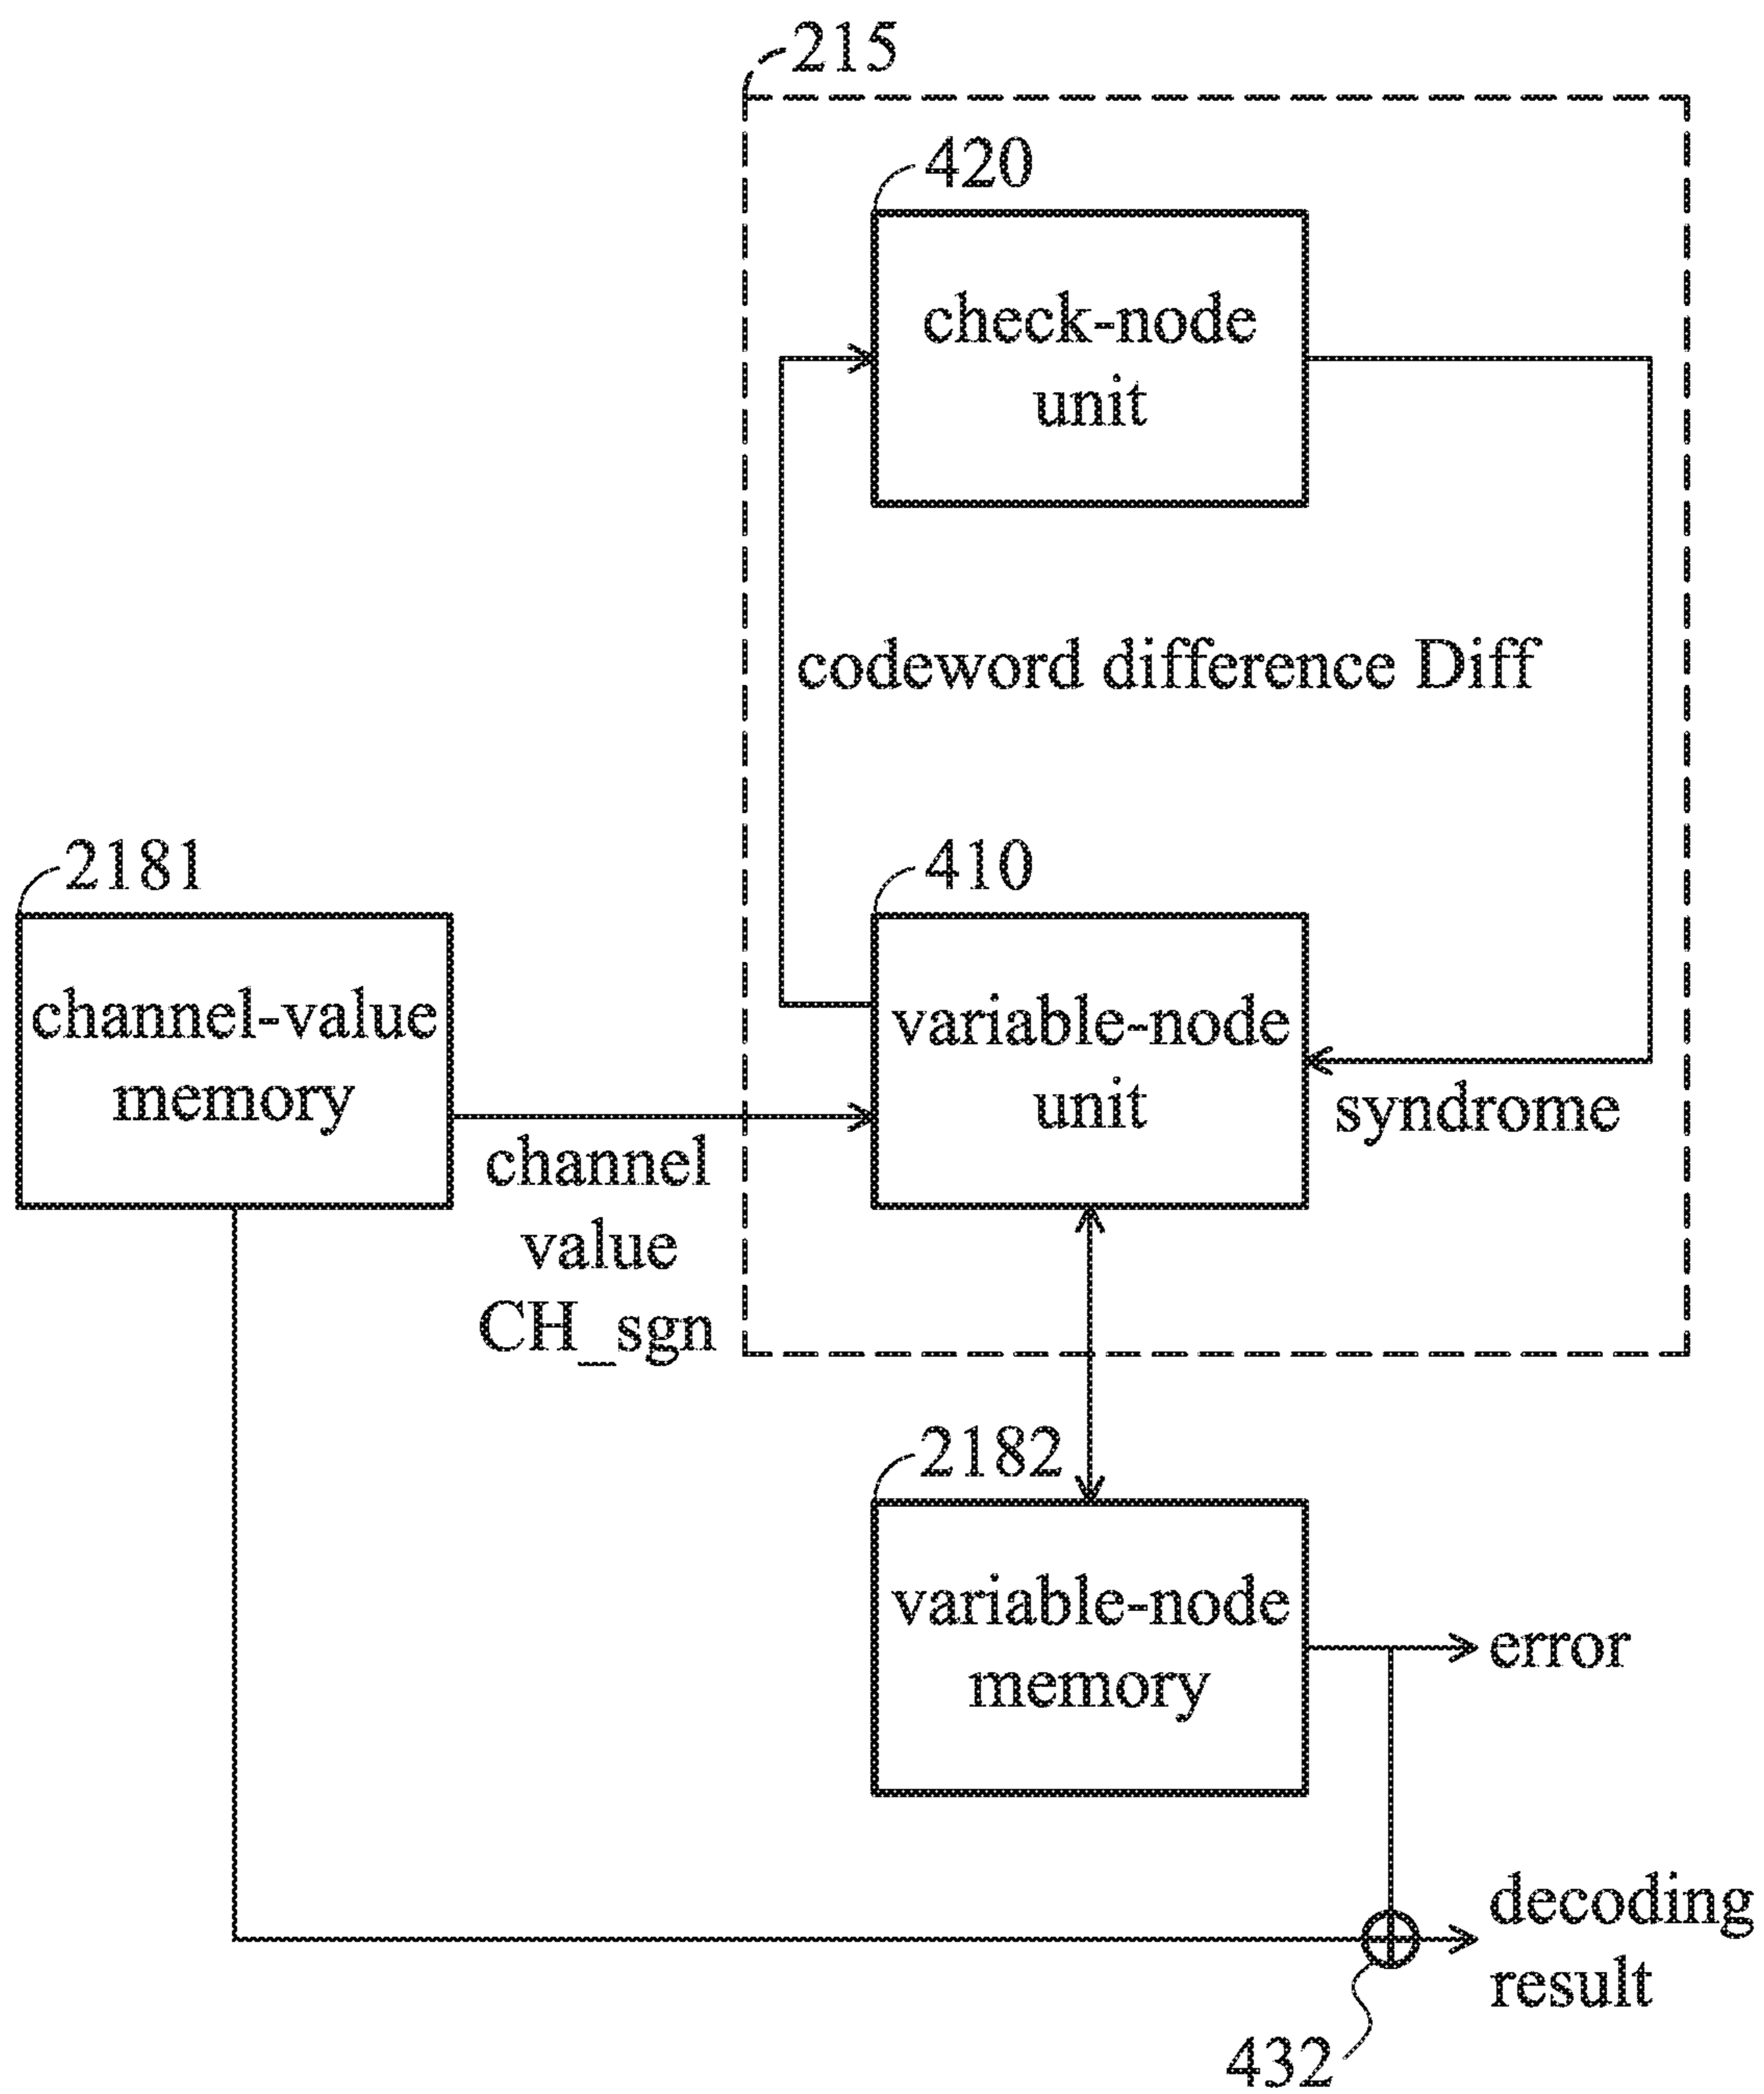 215
420
check-node
unit
codeword difference Diff
2181
channel-value
memory
410
variable-node
unit
syndrome
channel
value
CH_sgn
2182
variable-node
memory
error
decoding
result
432